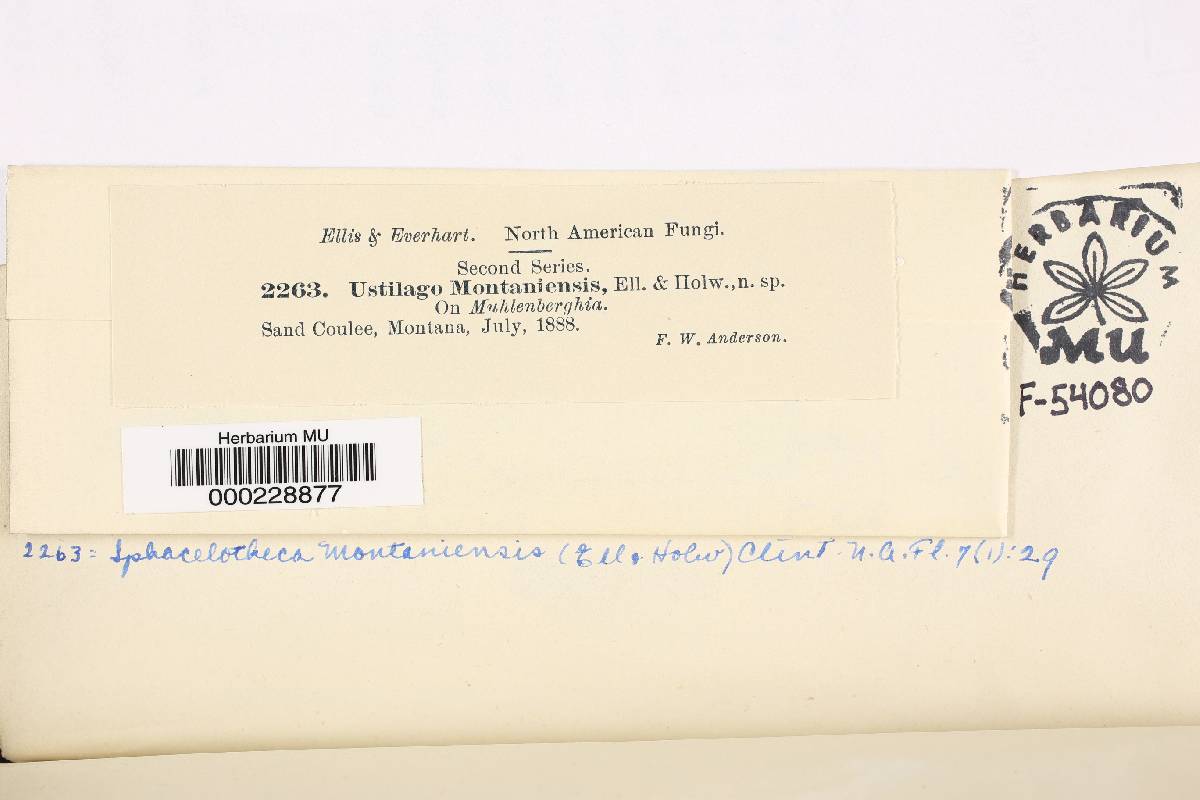 Ellis & Everhart. North American Fungi.
Second Series.
2263. Ustilago Montaniensis, Ell. & Holw., n. sp.
On Muhlenberghia.
Sand Coulee, Montana, July, 1888.
F. W. Anderson.
HERBARIUM
MU
F-54080
Herbarium MU
000228877
2263 = Sphacelotheca Montaniensis (Ell & Holw) Clint. N.A.Fl. 7(1):29